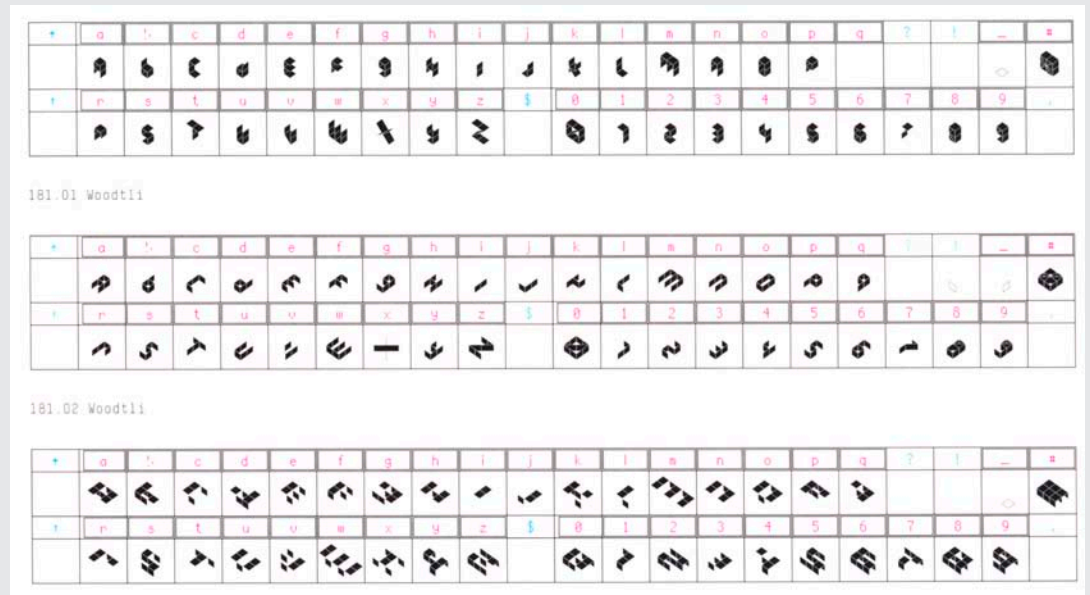 a b c d e f g h i j k l m n o p q ? ! _ ¤
r s t u v w x y z $ 0 1 2 3 4 5 6 7 8 9 .
181.01 Woodtli
a b c d e f g h i j k l m n o p q ! _ ¤
r s t u v w x y z $ 0 1 2 3 4 5 6 7 8 9 .
181.02 Woodtli
a c d e f g h i j k l m n o p q ? ! _ ¤
r s t u v w x y z $ 0 1 2 3 4 5 6 7 8 9 .